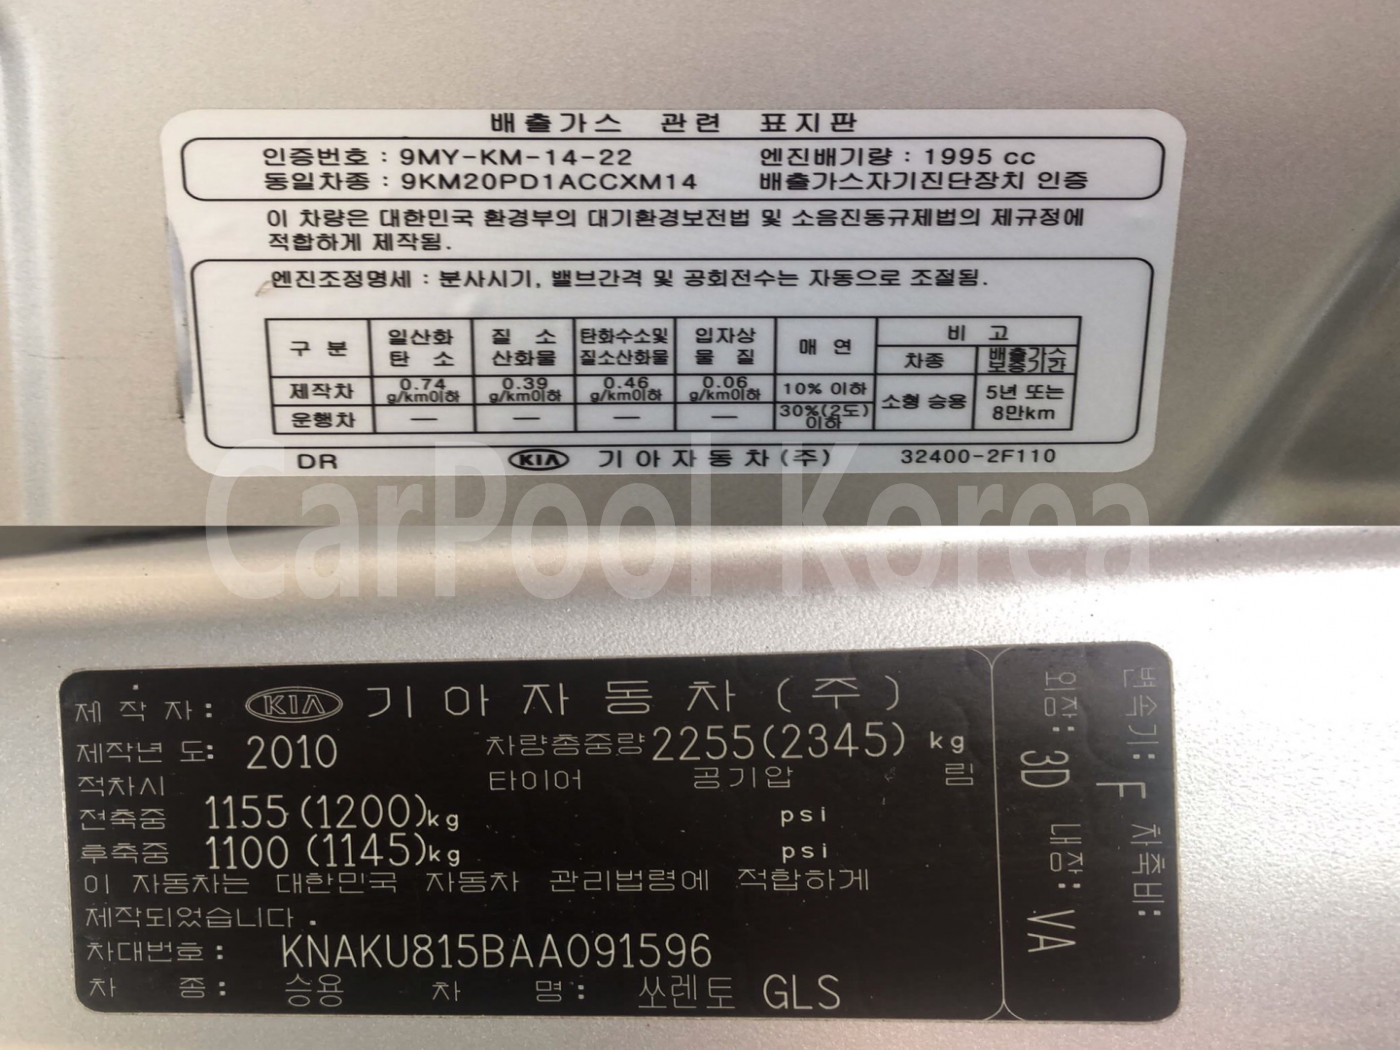 배출가스 관련 표지판
인증번호 : 9MY-KM-14-22 엔진배기량 : 1995 cc
동일차종 : 9KM20PD1ACCXM14 배출가스자기진단장치 인증
이 차량은 대한민국 환경부의 대기환경보전법 및 소음진동규제법의 제규정에
적합하게 제작됨.
엔진조정명세 : 분사시기, 밸브간격 및 공회전수는 자동으로 조절됨.
구 분 일산화 탄 소 질 소 산화물 탄화수소및 질소산화물 입자상 물 질 매 연 비 고
차종 배출가스 보증기간
제작차 0.74 g/km이하 0.39 g/km이하 0.46 g/km이하 0.06 g/km이하 10% 이하 소형 승용 5년 또는 8만km
운행차 — — — — 30%(2도) 이하
DR KIA 기아자동차(주) 32400-2F110
CarPool Korea
제 작 자: KIA 기아자동차(주)
제작년 도: 2010 차량총중량 2255(2345) kg
적차시 타이어 공기압 림
전축중 1155(1200)kg psi
후축중 1100(1145)kg psi
이 자동차는 대한민국 자동차 관리법령에 적합하게
제작되었습니다.
차대번호: KNAKU815BAA091596
차 종: 승용 차 명: 쏘렌토 GLS
변속기: F 차축비:
외장: 3D 내장: VA